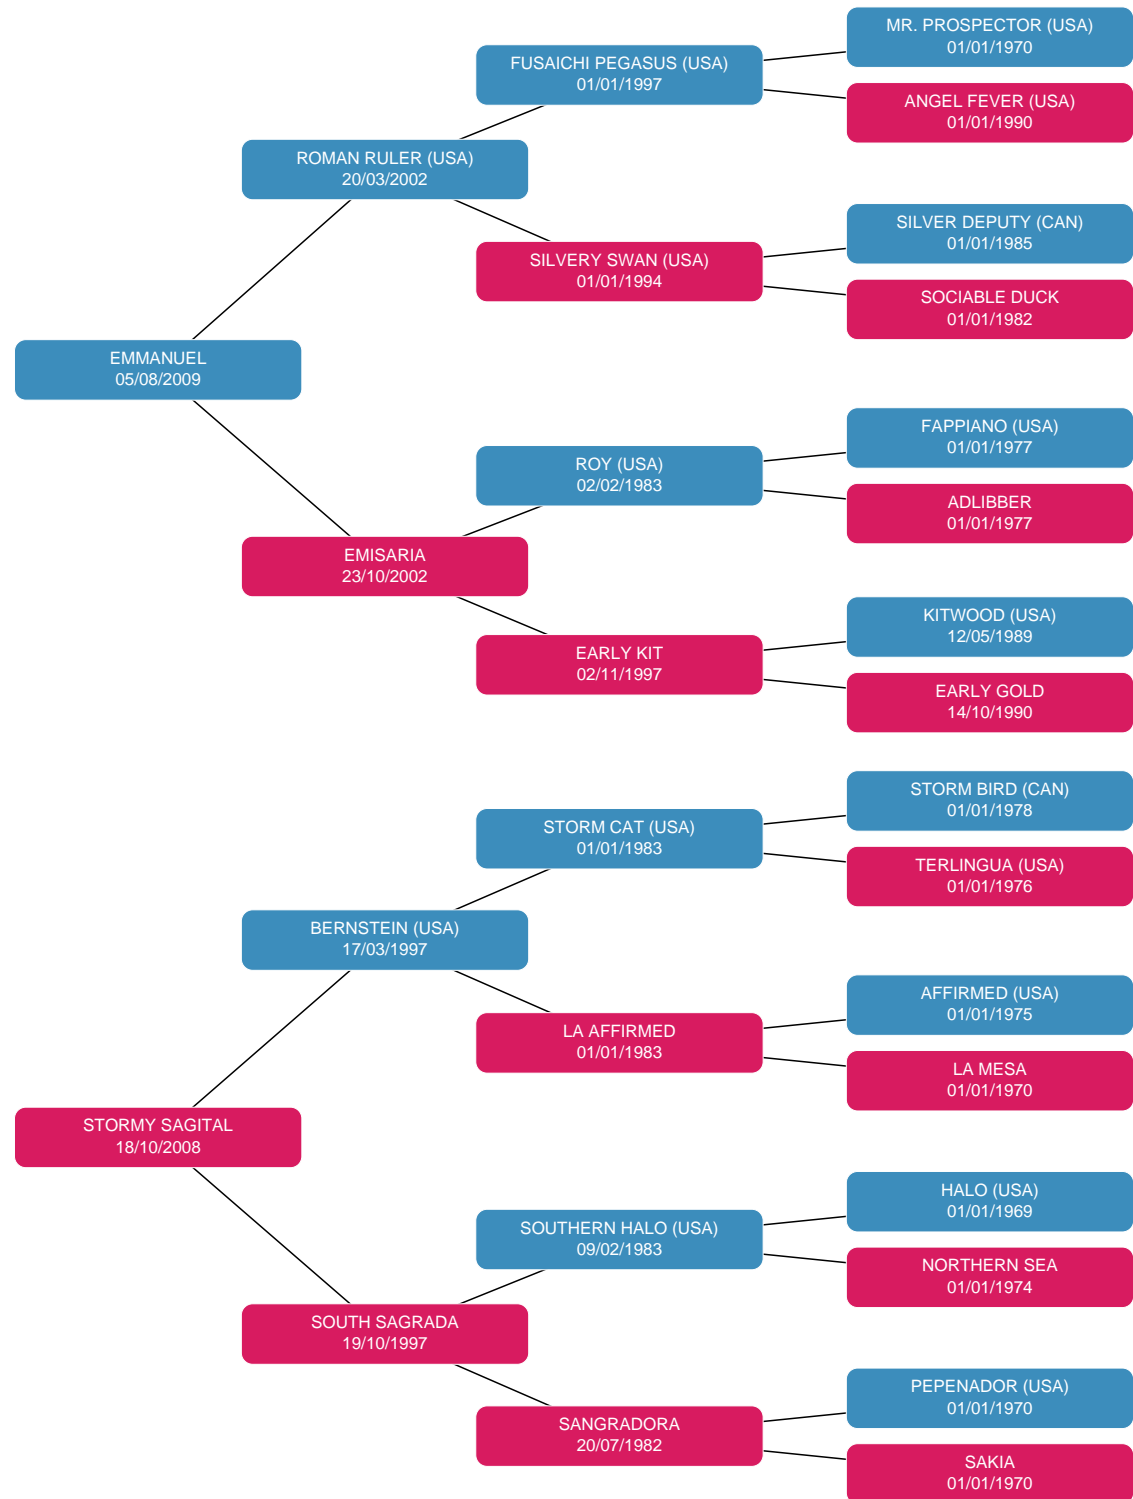 MR. PROSPECTOR (USA)
01/01/1970
FUSAICHI PEGASUS (USA)
01/01/1997
ANGEL FEVER (USA)
01/01/1990
ROMAN RULER (USA)
20/03/2002
SILVER DEPUTY (CAN)
01/01/1985
SILVERY SWAN (USA)
01/01/1994
SOCIABLE DUCK
01/01/1982
EMMANUEL
05/08/2009
FAPPIANO (USA)
01/01/1977
ROY (USA)
02/02/1983
ADLIBBER
01/01/1977
EMISARIA
23/10/2002
KITWOOD (USA)
12/05/1989
EARLY KIT
02/11/1997
EARLY GOLD
14/10/1990
STORM BIRD (CAN)
01/01/1978
STORM CAT (USA)
01/01/1983
TERLINGUA (USA)
01/01/1976
BERNSTEIN (USA)
17/03/1997
AFFIRMED (USA)
01/01/1975
LA AFFIRMED
01/01/1983
LA MESA
01/01/1970
STORMY SAGITAL
18/10/2008
HALO (USA)
01/01/1969
SOUTHERN HALO (USA)
09/02/1983
NORTHERN SEA
01/01/1974
SOUTH SAGRADA
19/10/1997
PEPENADOR (USA)
01/01/1970
SANGRADORA
20/07/1982
SAKIA
01/01/1970